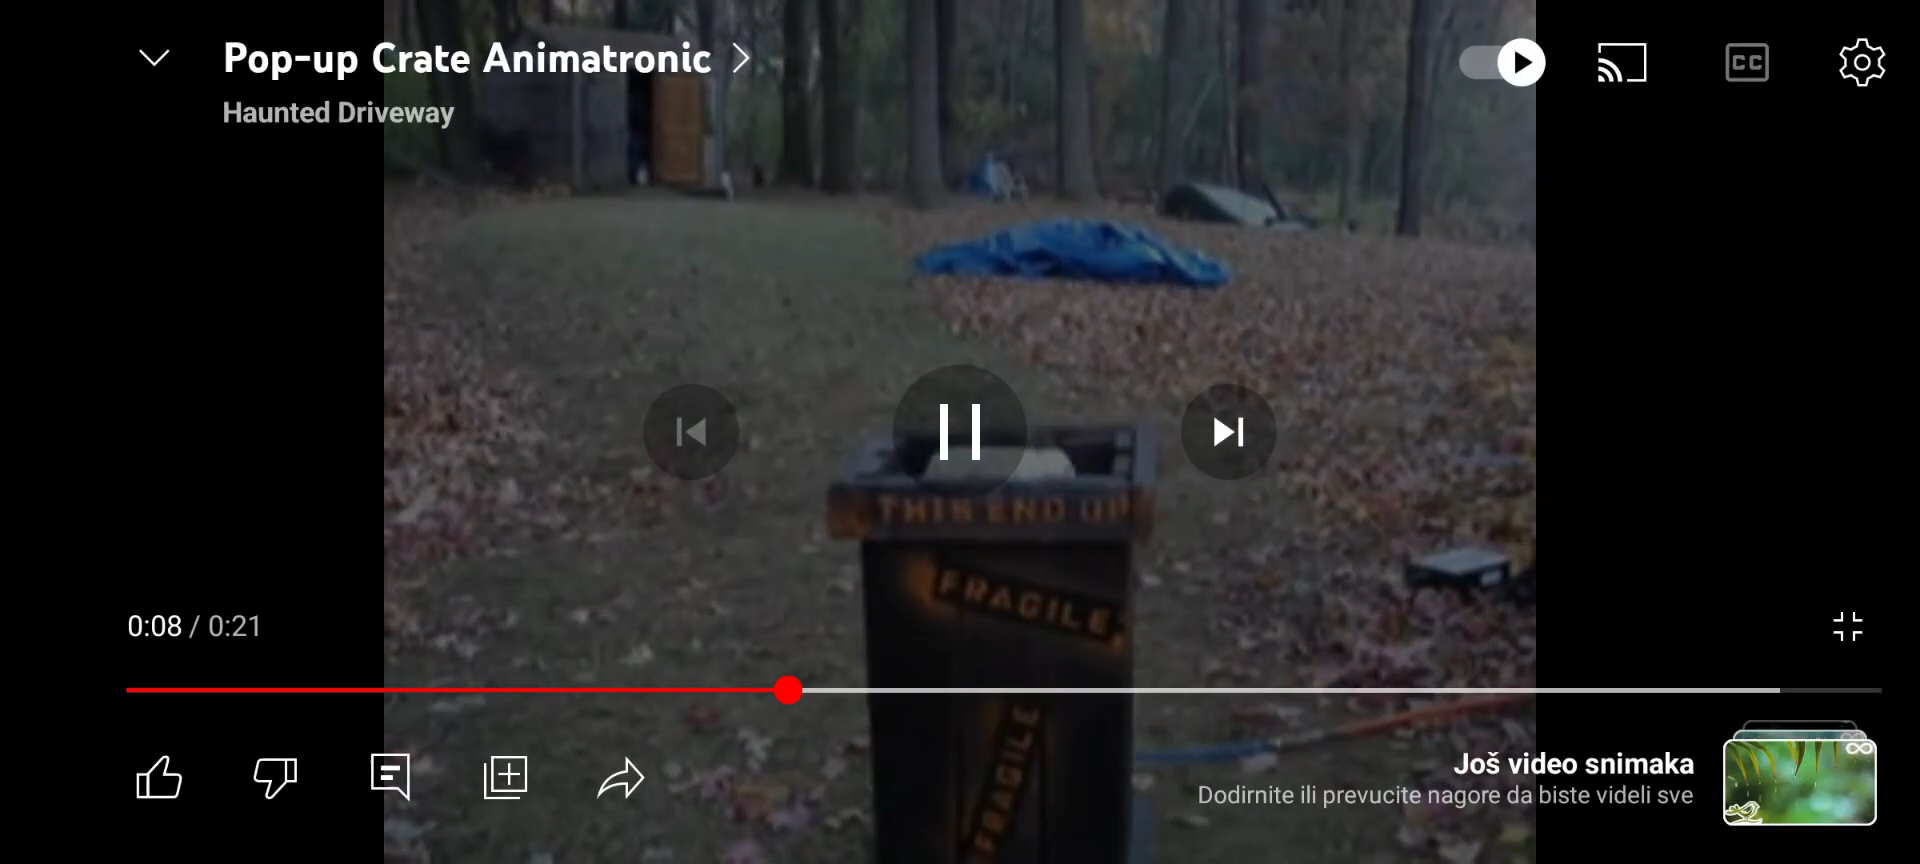 Pop-up Crate Animatronic
Haunted Driveway
CC
THIS END UP
FRAGILE
0:08 / 0:21
FRAGILE
Još video snimaka
Dodirnite ili prevucite nagore da biste videli sve